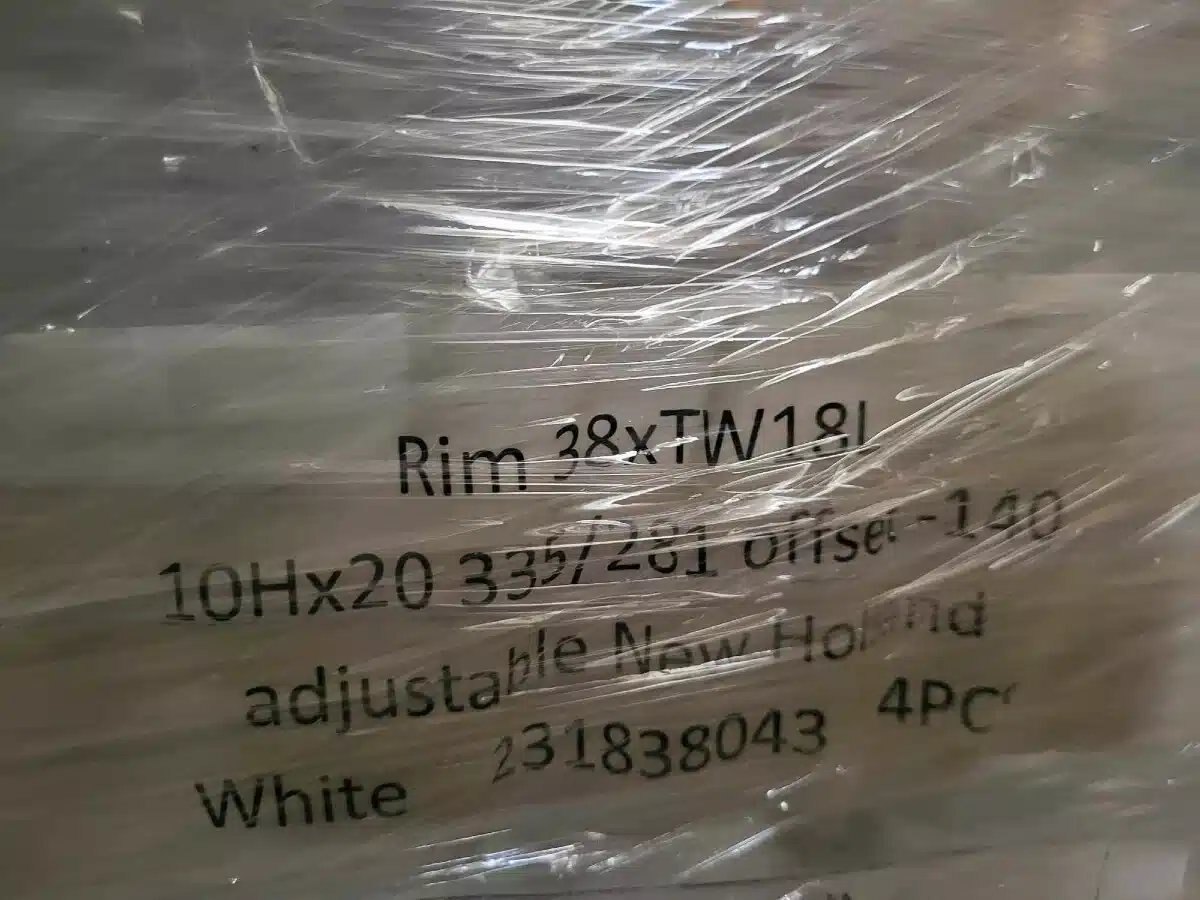 Rim 38xTW18L
10Hx20 335/281 offset -140
adjustable New Holland
White 231838043 4PC